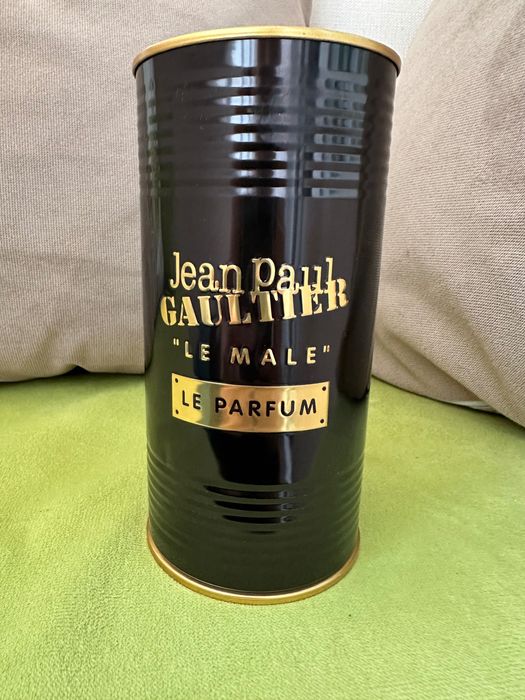 Jean Paul
GAULTIER
"LE MALE"
LE PARFUM